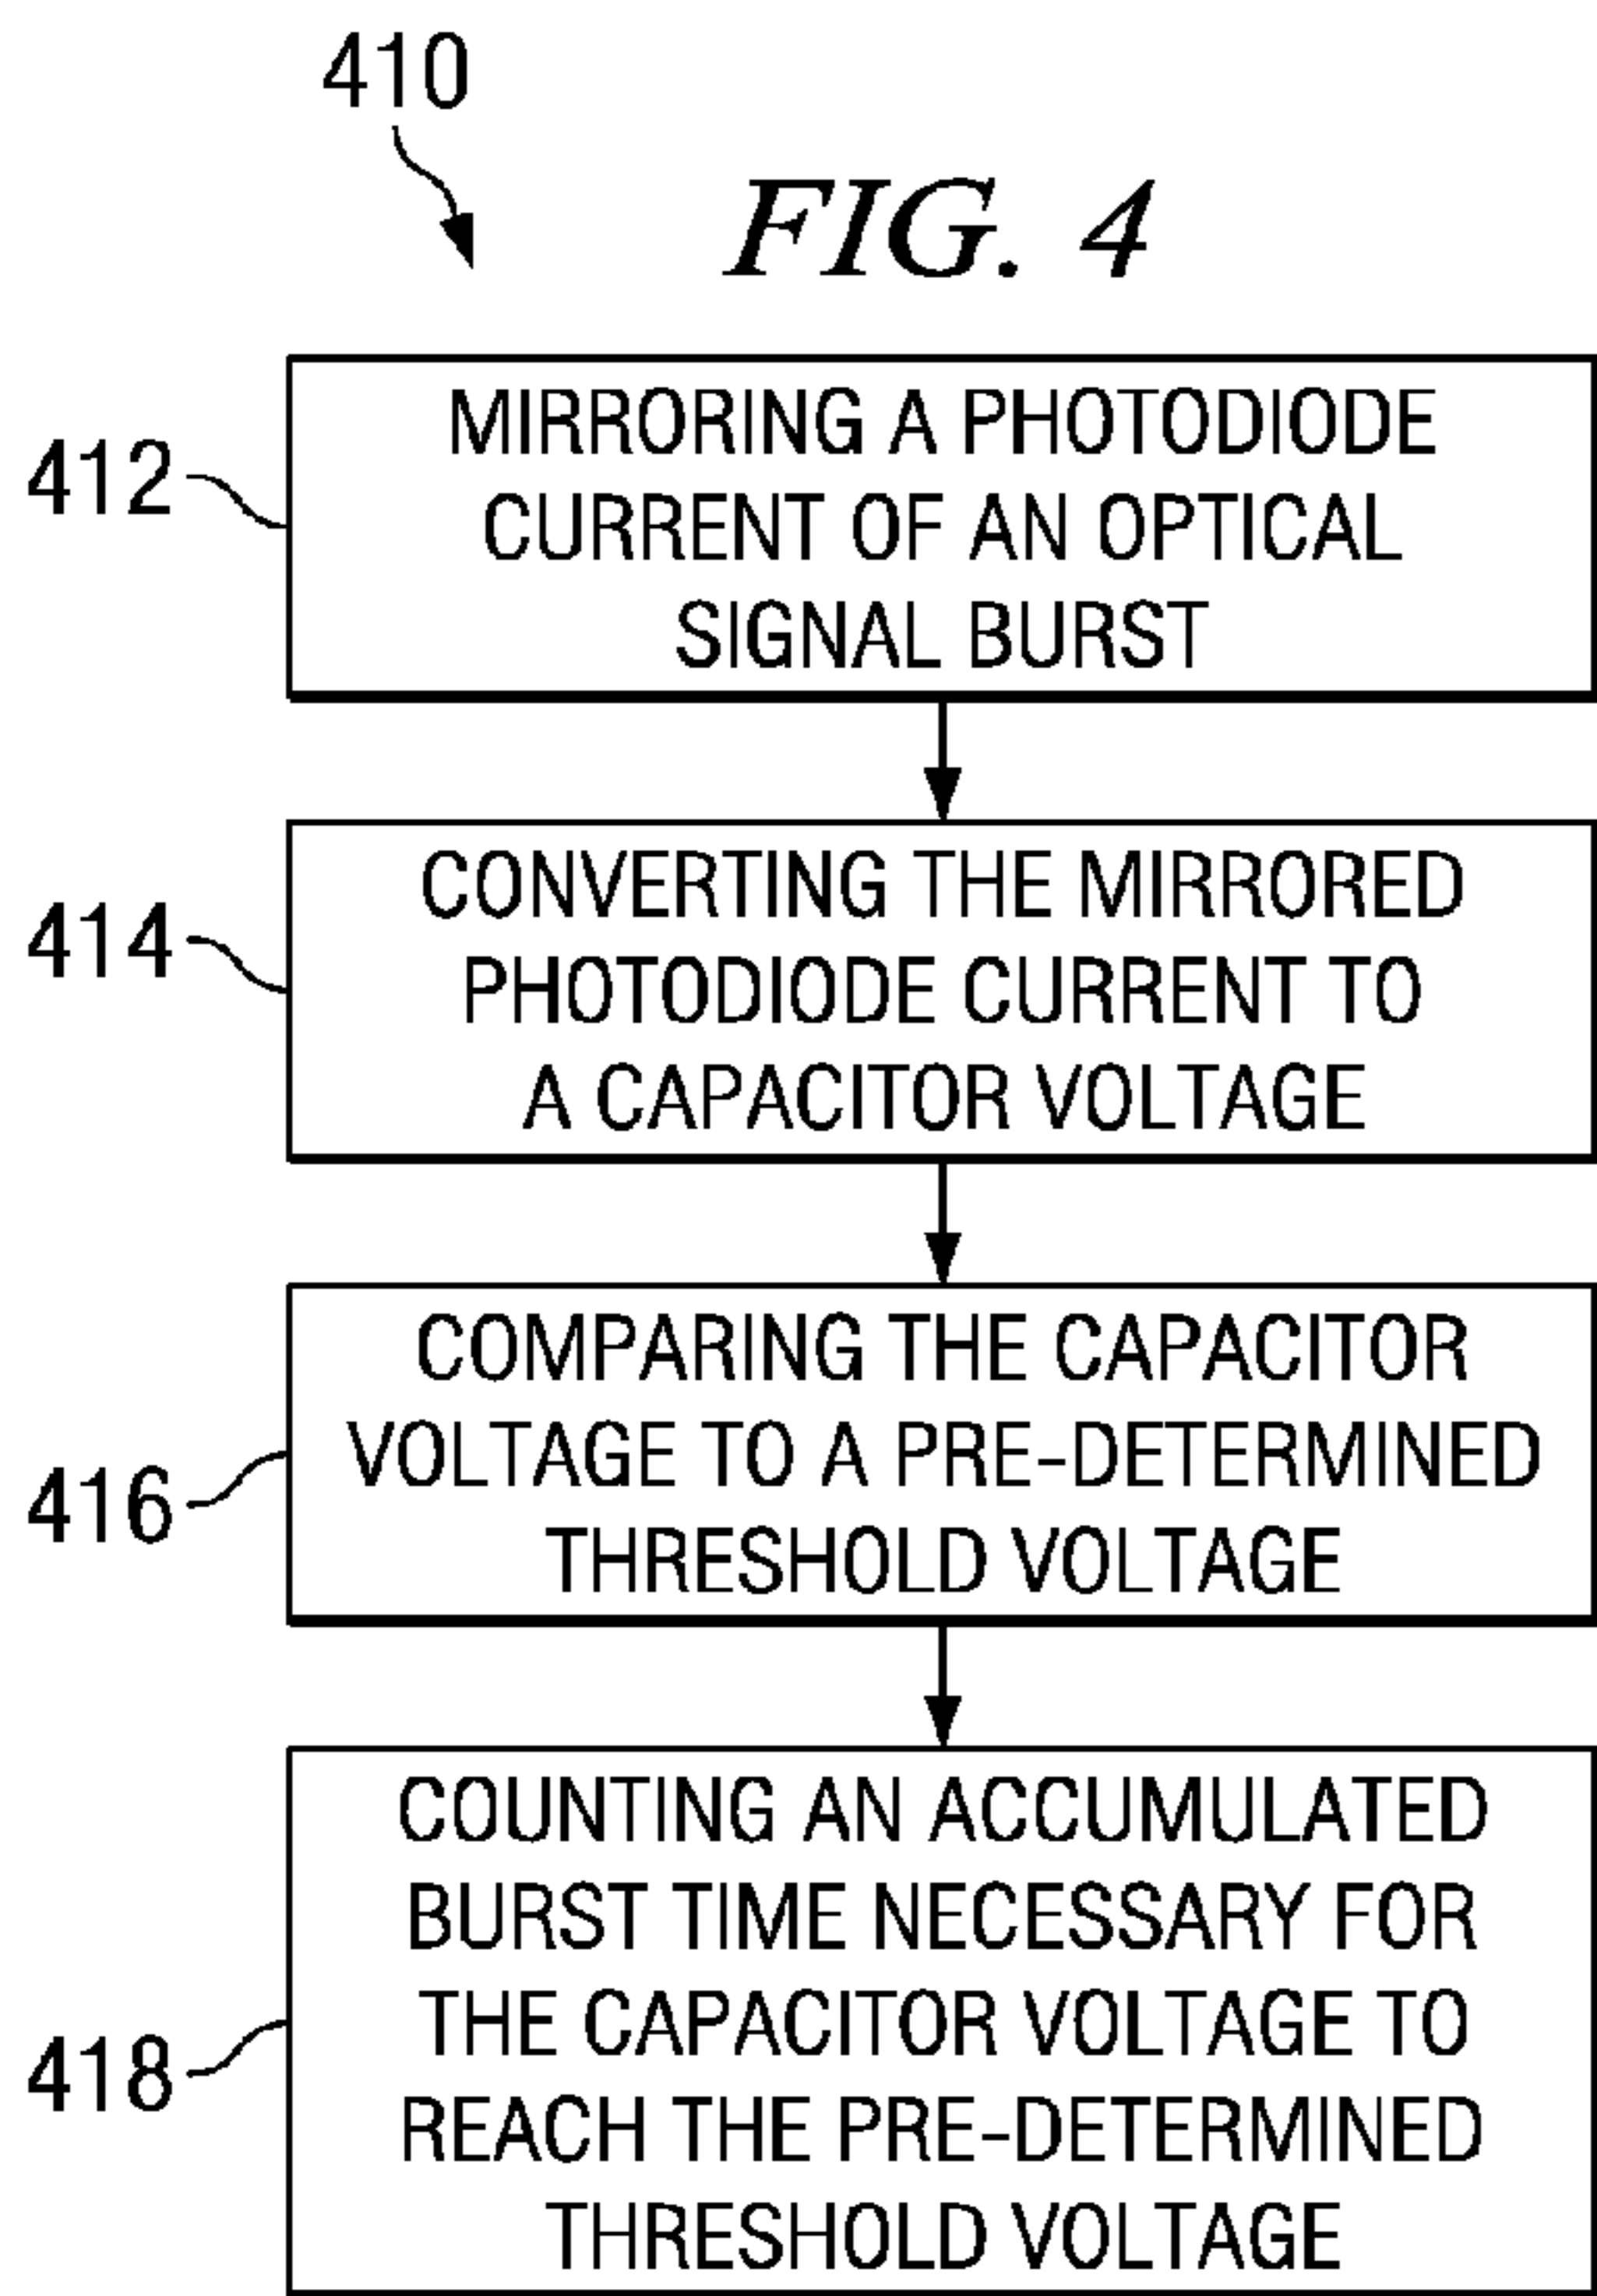 410
FIG. 4
412
MIRRORING A PHOTODIODE
CURRENT OF AN OPTICAL
SIGNAL BURST
414
CONVERTING THE MIRRORED
PHOTODIODE CURRENT TO
A CAPACITOR VOLTAGE
416
COMPARING THE CAPACITOR
VOLTAGE TO A PRE-DETERMINED
THRESHOLD VOLTAGE
418
COUNTING AN ACCUMULATED
BURST TIME NECESSARY FOR
THE CAPACITOR VOLTAGE TO
REACH THE PRE-DETERMINED
THRESHOLD VOLTAGE